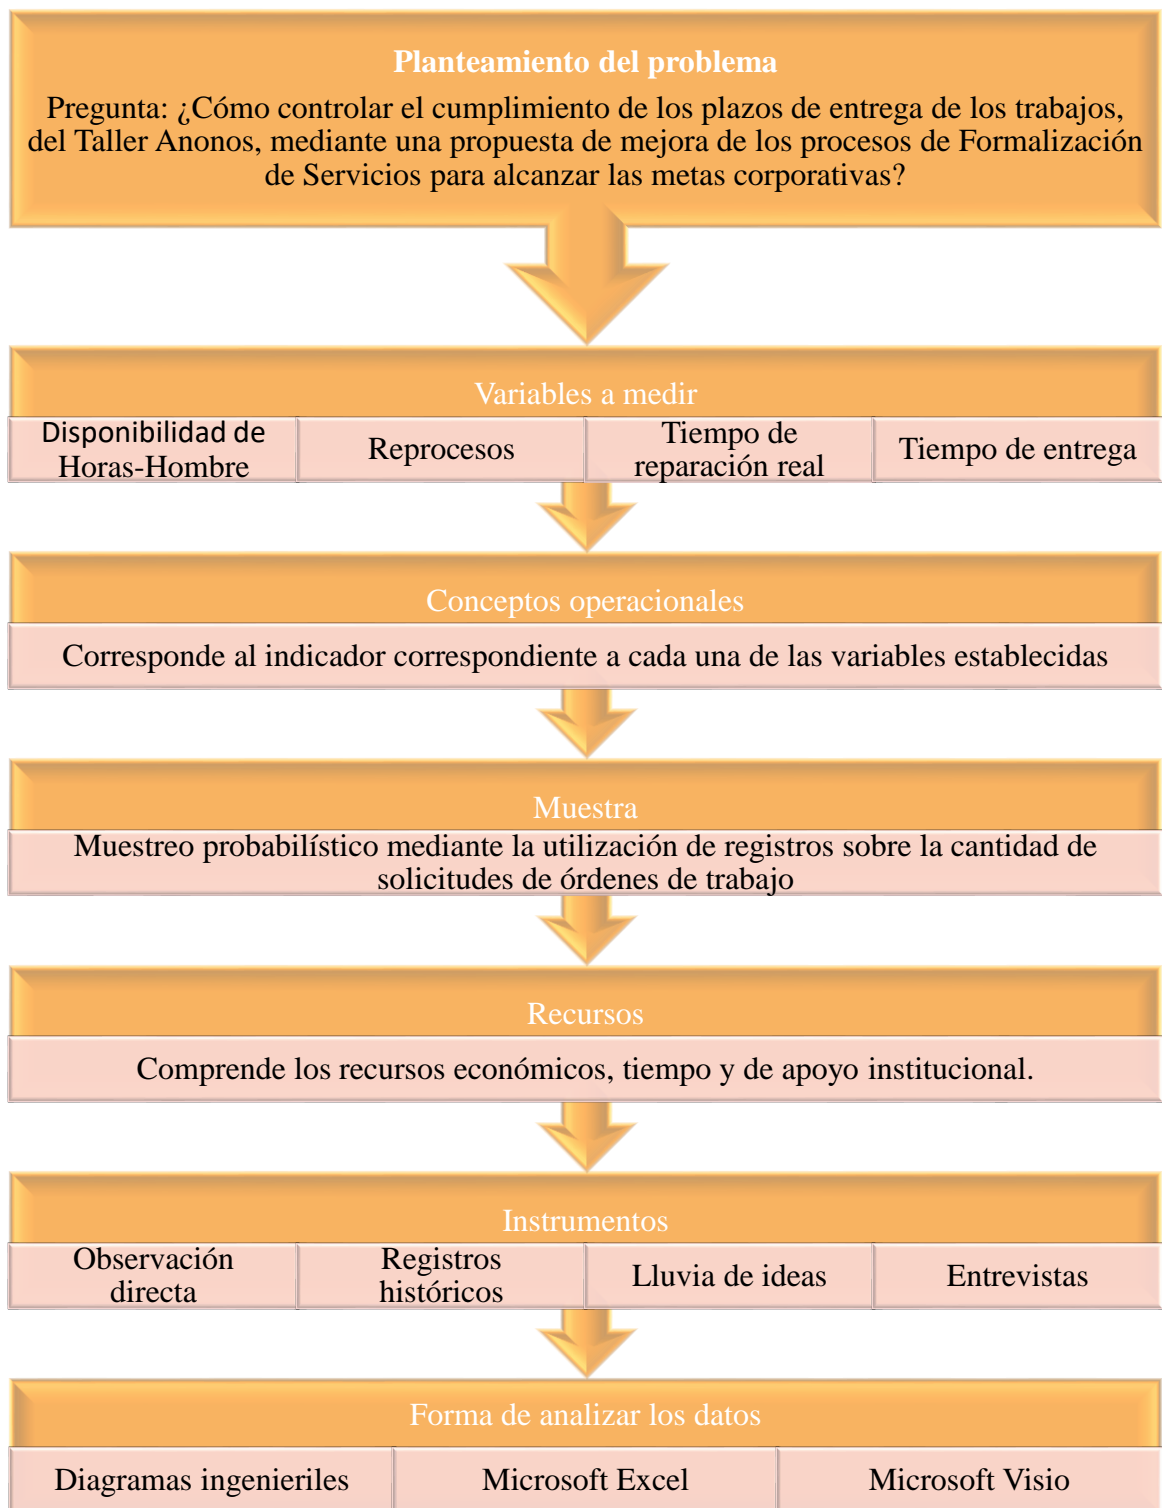 Planteamiento del problema
Pregunta: ¿Cómo controlar el cumplimiento de los plazos de entrega de los trabajos,
del Taller Anonos, mediante una propuesta de mejora de los procesos de Formalización
de Servicios para alcanzar las metas corporativas?
Variables a medir
Disponibilidad de
Horas-Hombre
Reprocesos
Tiempo de
reparación real
Tiempo de entrega
Conceptos operacionales
Corresponde al indicador correspondiente a cada una de las variables establecidas
Muestra
Muestreo probabilístico mediante la utilización de registros sobre la cantidad de
solicitudes de órdenes de trabajo
Recursos
Comprende los recursos económicos, tiempo y de apoyo institucional.
Instrumentos
Observación
directa
Registros
históricos
Lluvia de ideas
Entrevistas
Forma de analizar los datos
Diagramas ingenieriles
Microsoft Excel
Microsoft Visio